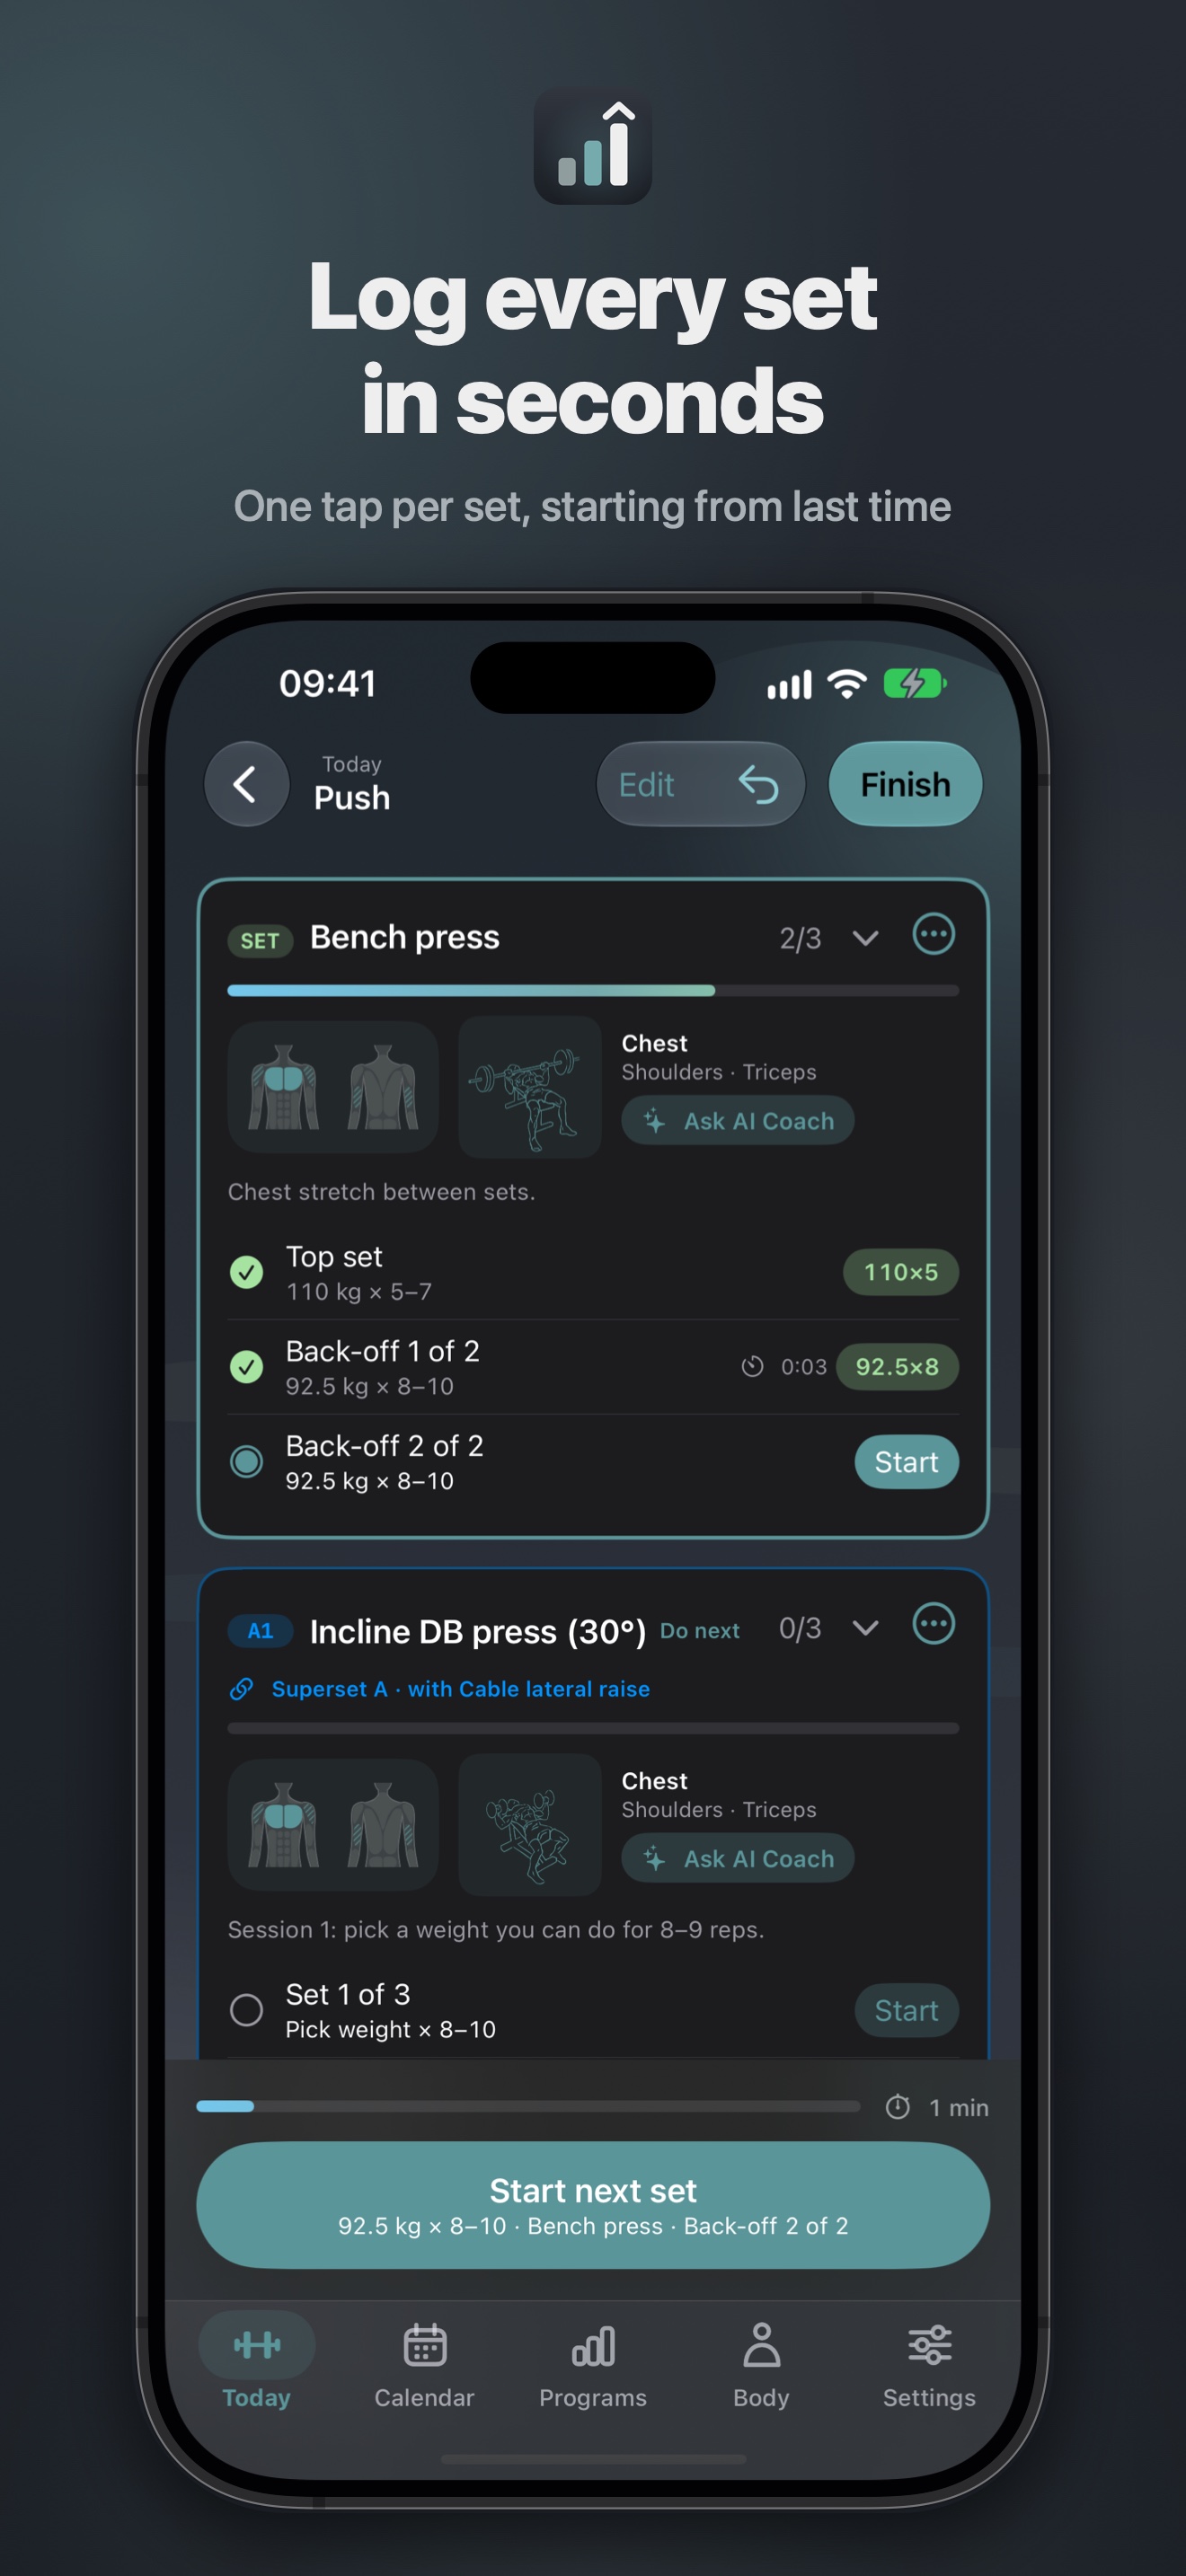 Log every set
in seconds
One tap per set, starting from last time
09:41
Today
Push
Edit
Finish
SET Bench press 2/3
Chest
Shoulders · Triceps
Ask AI Coach
Chest stretch between sets.
Top set
110 kg × 5–7
110×5
Back-off 1 of 2
92.5 kg × 8–10
0:03 92.5×8
Back-off 2 of 2
92.5 kg × 8–10
Start
A1 Incline DB press (30°) Do next 0/3
Superset A · with Cable lateral raise
Chest
Shoulders · Triceps
Ask AI Coach
Session 1: pick a weight you can do for 8–9 reps.
Set 1 of 3
Pick weight × 8–10
Start
1 min
Start next set
92.5 kg × 8–10 · Bench press · Back-off 2 of 2
Today Calendar Programs Body Settings